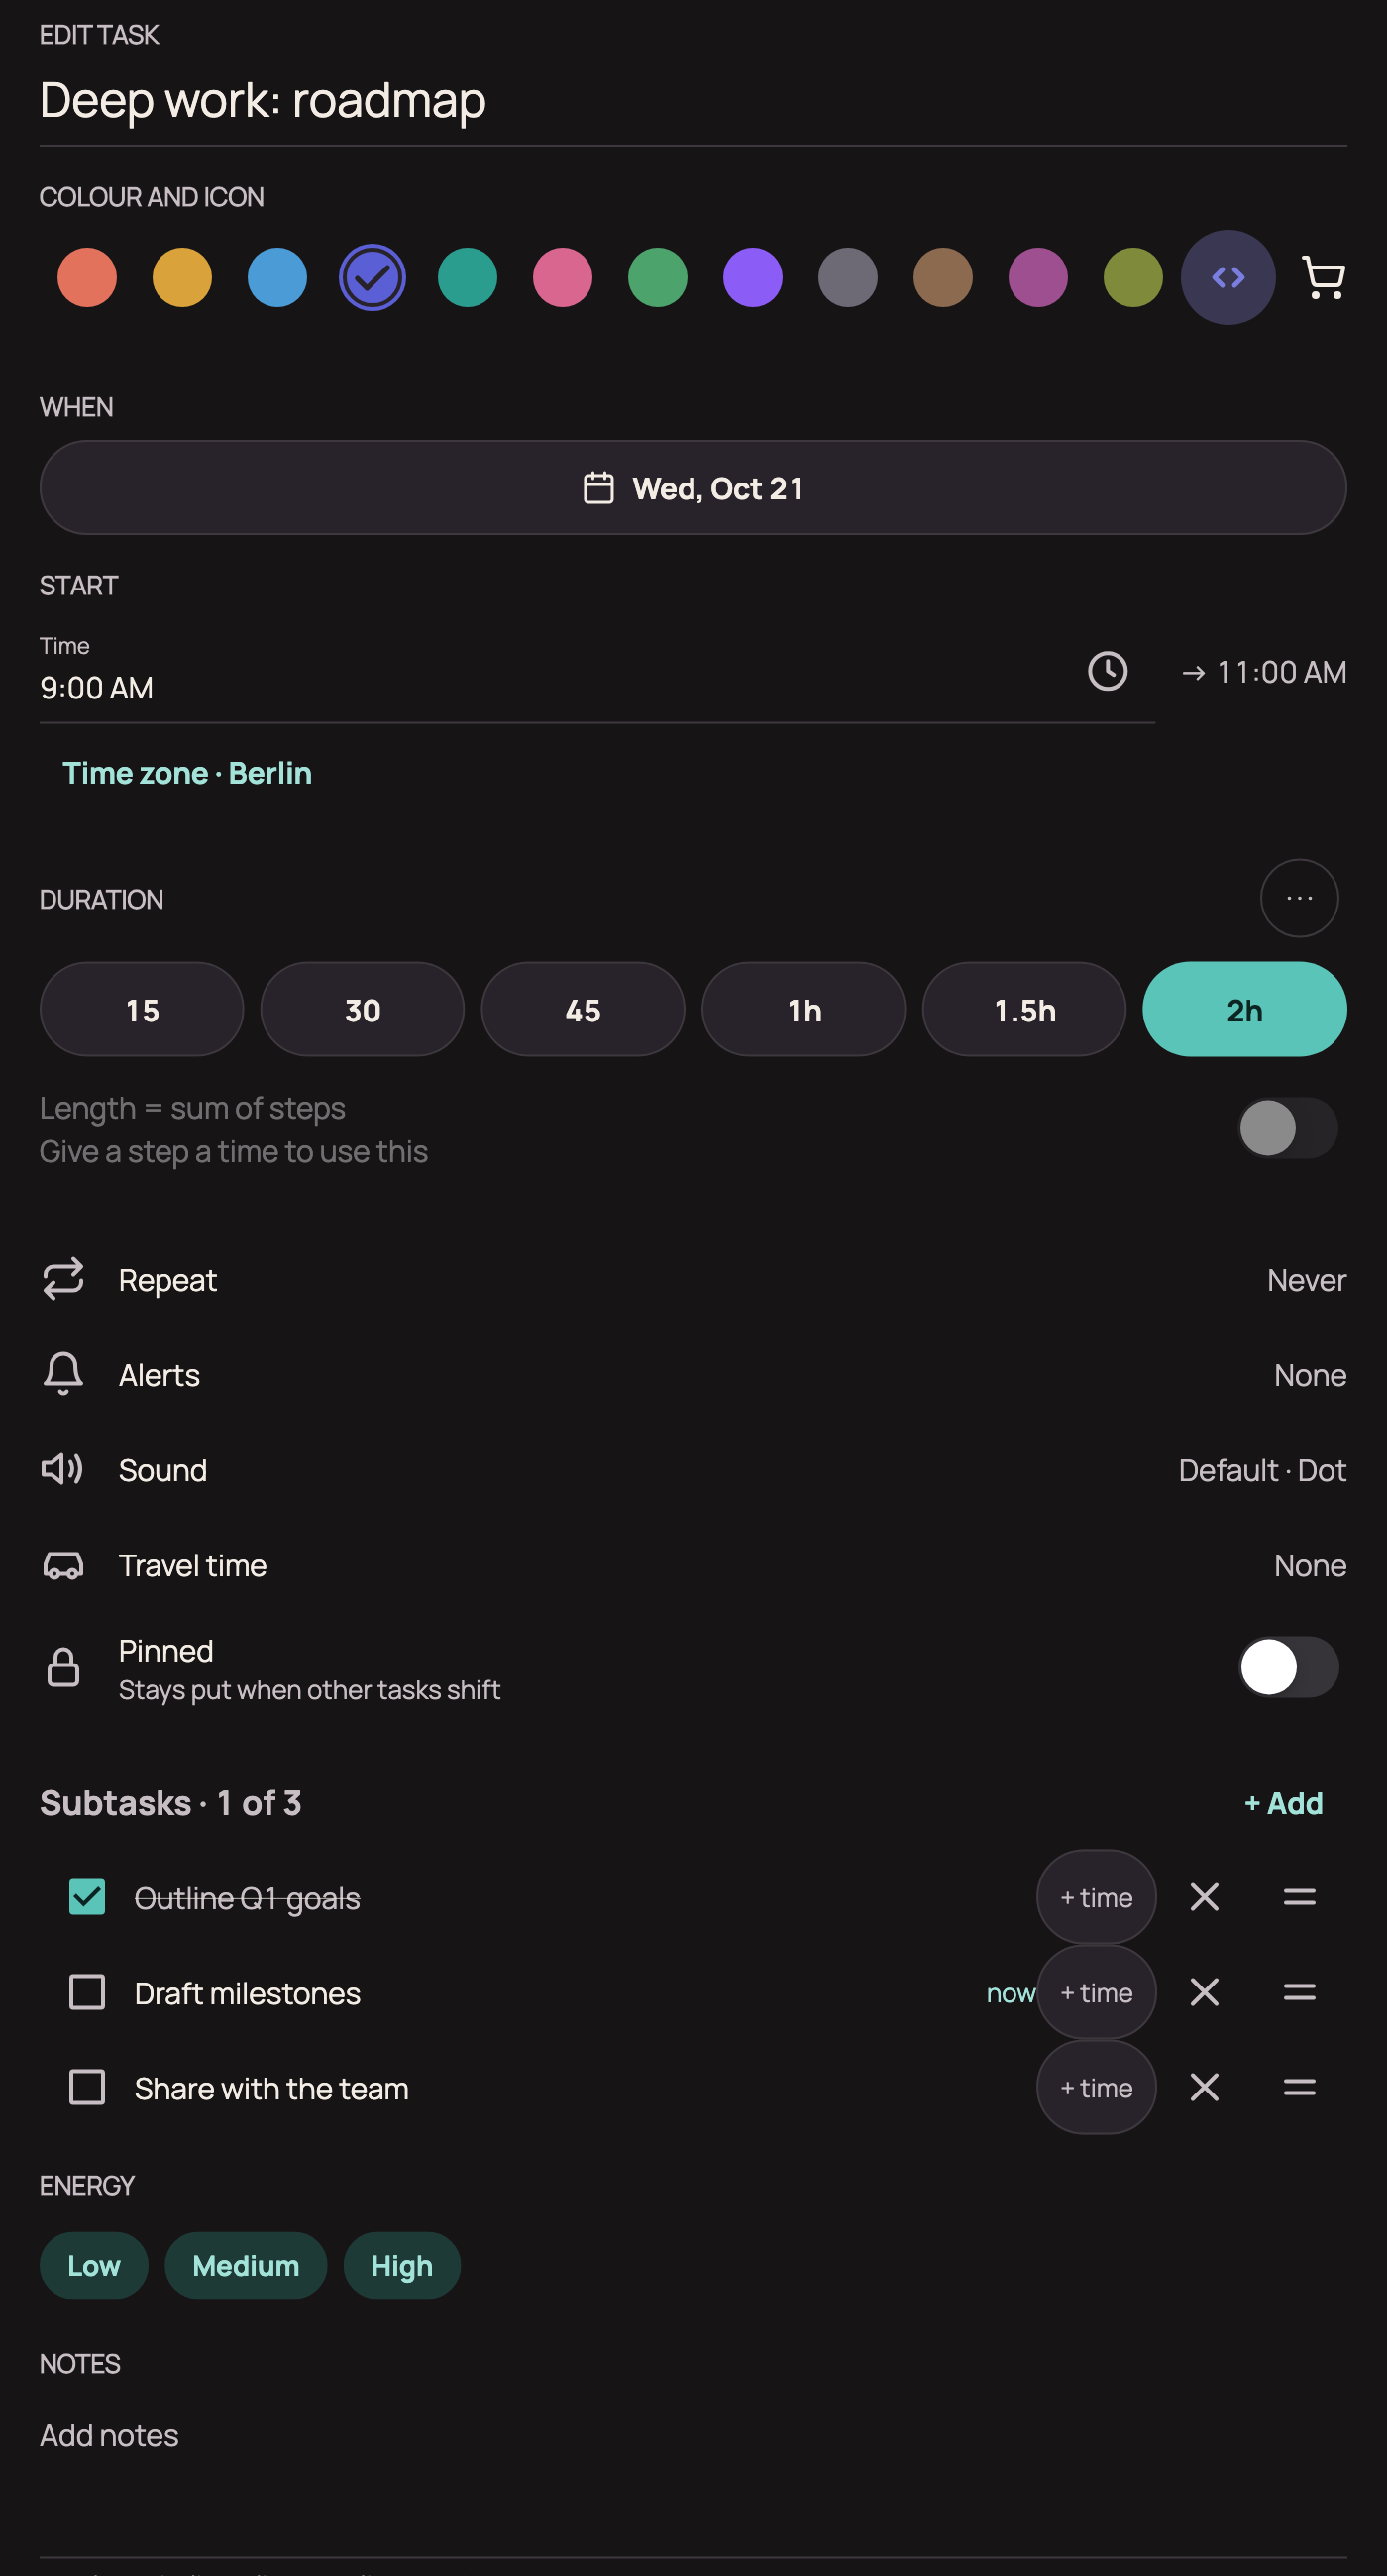 EDIT TASK
Deep work: roadmap
COLOUR AND ICON
WHEN
Wed, Oct 21
START
Time
9:00 AM
→ 11:00 AM
Time zone · Berlin
DURATION
...
15 30 45 1h 1.5h 2h
Length = sum of steps
Give a step a time to use this
Repeat Never
Alerts None
Sound Default · Dot
Travel time None
Pinned
Stays put when other tasks shift
Subtasks · 1 of 3 + Add
Outline Q1 goals + time
Draft milestones now + time
Share with the team + time
ENERGY
Low Medium High
NOTES
Add notes